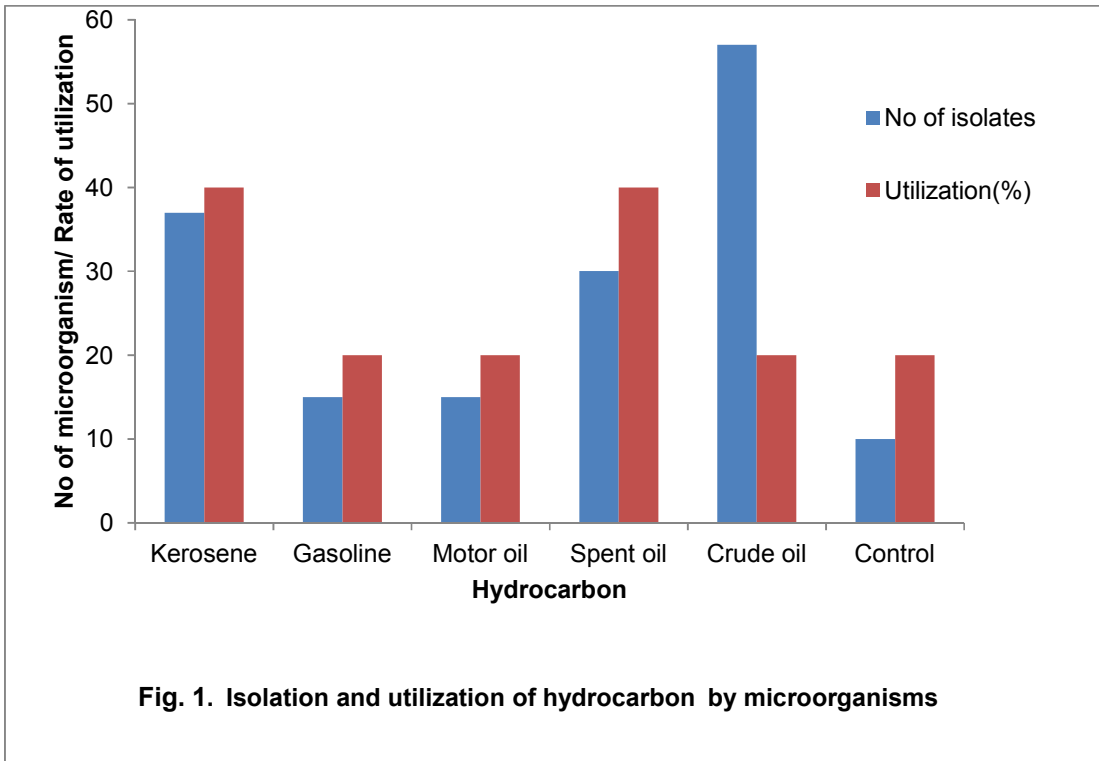 No of microorganism/ Rate of utilization
60
50
40
30
20
10
0
No of isolates
Utilization(%)
Kerosene Gasoline Motor oil Spent oil Crude oil Control
Hydrocarbon
Fig. 1. Isolation and utilization of hydrocarbon by microorganisms